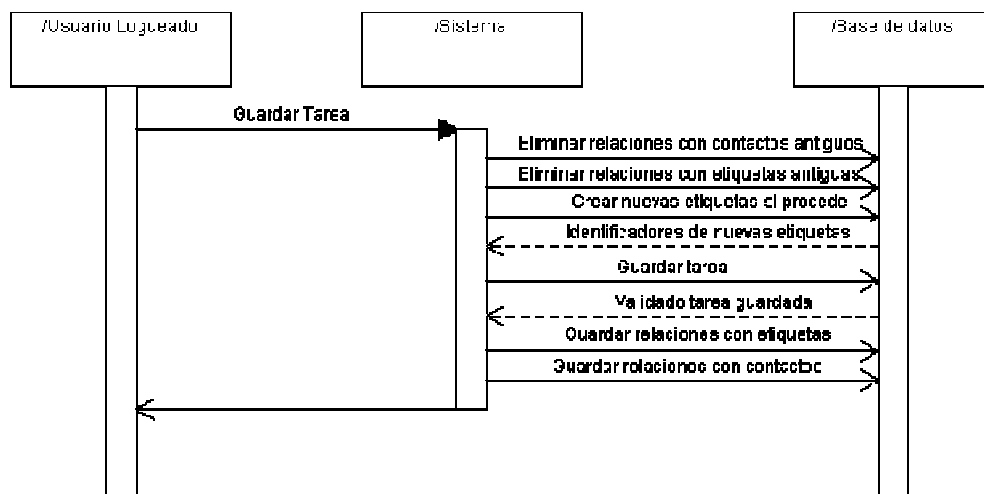 /Usuario Logueado
/Sistema
/Base de datos
Guardar Tarea
Eliminar relaciones con contactos antiguos
Eliminar relaciones con etiquetas antiguas
Crear nuevas etiquetas si procede
Identificadores de nuevas etiquetas
Guardar tarea
Validado tarea guardada
Guardar relaciones con etiquetas
Guardar relaciones con contactos